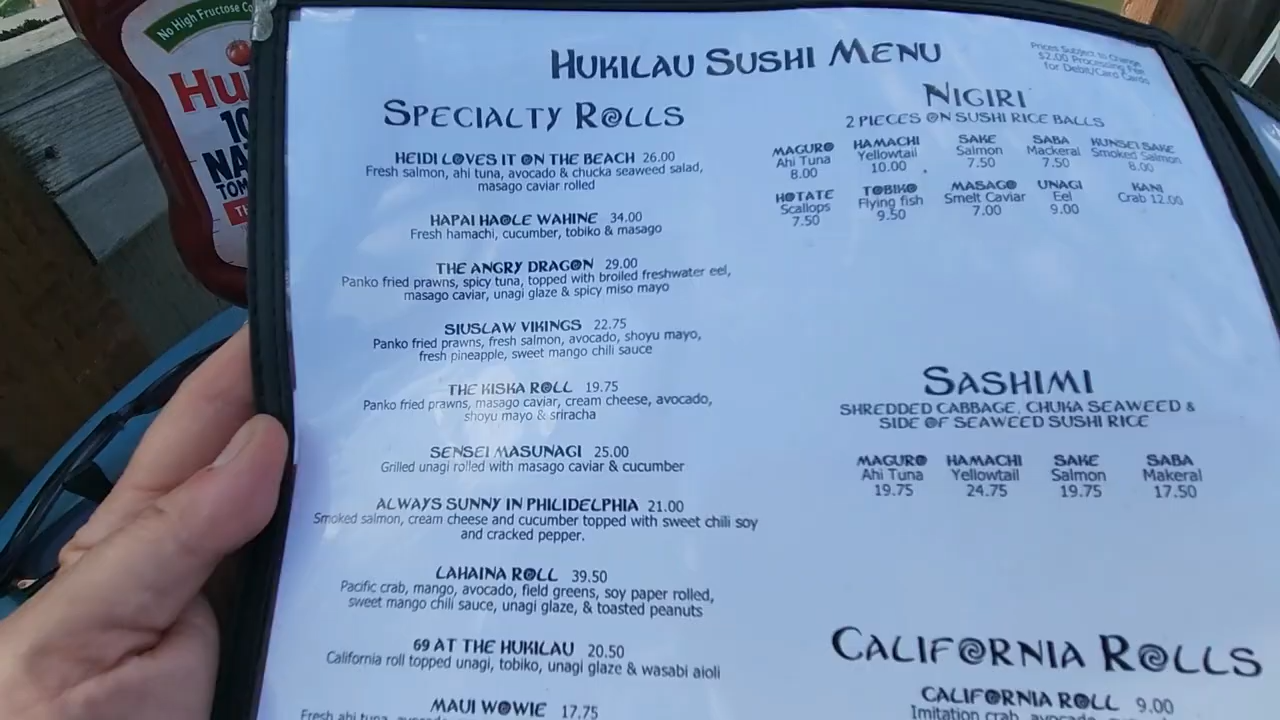 No High Fructose Co
Hu
10
NA
TOM
HUKILAU SUSHI MENU
Prices Subject to Change
$2.00 Processing Fee
for Debit/Card Cards
SPECIALTY ROLLS
HEIDI LOVES IT ON THE BEACH 26.00
Fresh salmon, ahi tuna, avocado & chucka seaweed salad,
masago caviar rolled
HAPAI HAOLE WAHINE 34.00
Fresh hamachi, cucumber, tobiko & masago
THE ANGRY DRAGON 29.00
Panko fried prawns, spicy tuna, topped with broiled freshwater eel,
masago caviar, unagi glaze & spicy miso mayo
SIUSLAW VIKINGS 22.75
Panko fried prawns, fresh salmon, avocado, shoyu mayo,
fresh pineapple, sweet mango chili sauce
THE KISKA ROLL 19.75
Panko fried prawns, masago caviar, cream cheese, avocado,
shoyu mayo & sriracha
SENSEI MASUNAGI 25.00
Grilled unagi rolled with masago caviar & cucumber
ALWAYS SUNNY IN PHILIDELPHIA 21.00
Smoked salmon, cream cheese and cucumber topped with sweet chili soy
and cracked pepper.
LAHAINA ROLL 39.50
Pacific crab, mango, avocado, field greens, soy paper rolled,
sweet mango chili sauce, unagi glaze, & toasted peanuts
69 AT THE HUKILAU 20.50
California roll topped unagi, tobiko, unagi glaze & wasabi aioli
MAUI WOWIE 17.75
Fresh ahi tuna, avocado
NIGIRI
2 PIECES ON SUSHI RICE BALLS
MAGURO HAMACHI SAKE SABA KUNSEI SAKE
Ahi Tuna Yellowtail Salmon Mackeral Smoked Salmon
8.00 10.00 7.50 7.50 8.00
HOTATE TOBIKO MASAGO UNAGI KANI
Scallops Flying fish Smelt Caviar Eel Crab 12.00
7.50 9.50 7.00 9.00
SASHIMI
SHREDDED CABBAGE, CHUKA SEAWEED &
SIDE OF SEAWEED SUSHI RICE
MAGURO HAMACHI SAKE SABA
Ahi Tuna Yellowtail Salmon Makeral
19.75 24.75 19.75 17.50
CALIFORNIA ROLLS
CALIFORNIA ROLL 9.00
Imitation crab, avocado